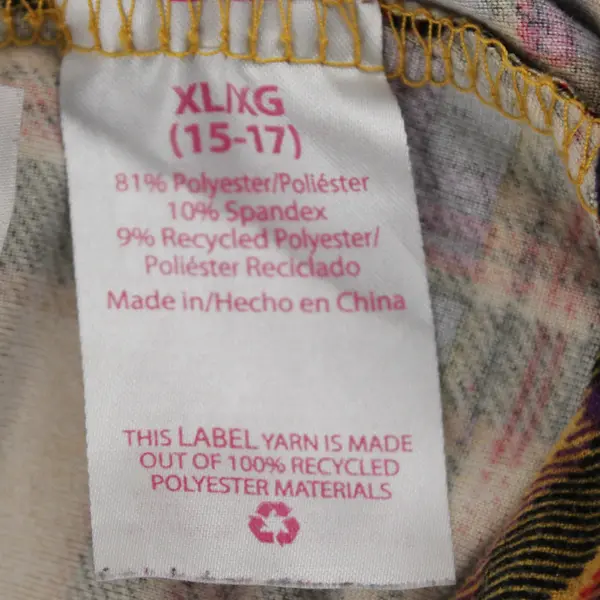 XL/XG
(15-17)
81% Polyester/Poliéster
10% Spandex
9% Recycled Polyester/
Poliéster Reciclado
Made in/Hecho en China
THIS LABEL YARN IS MADE
OUT OF 100% RECYCLED
POLYESTER MATERIALS